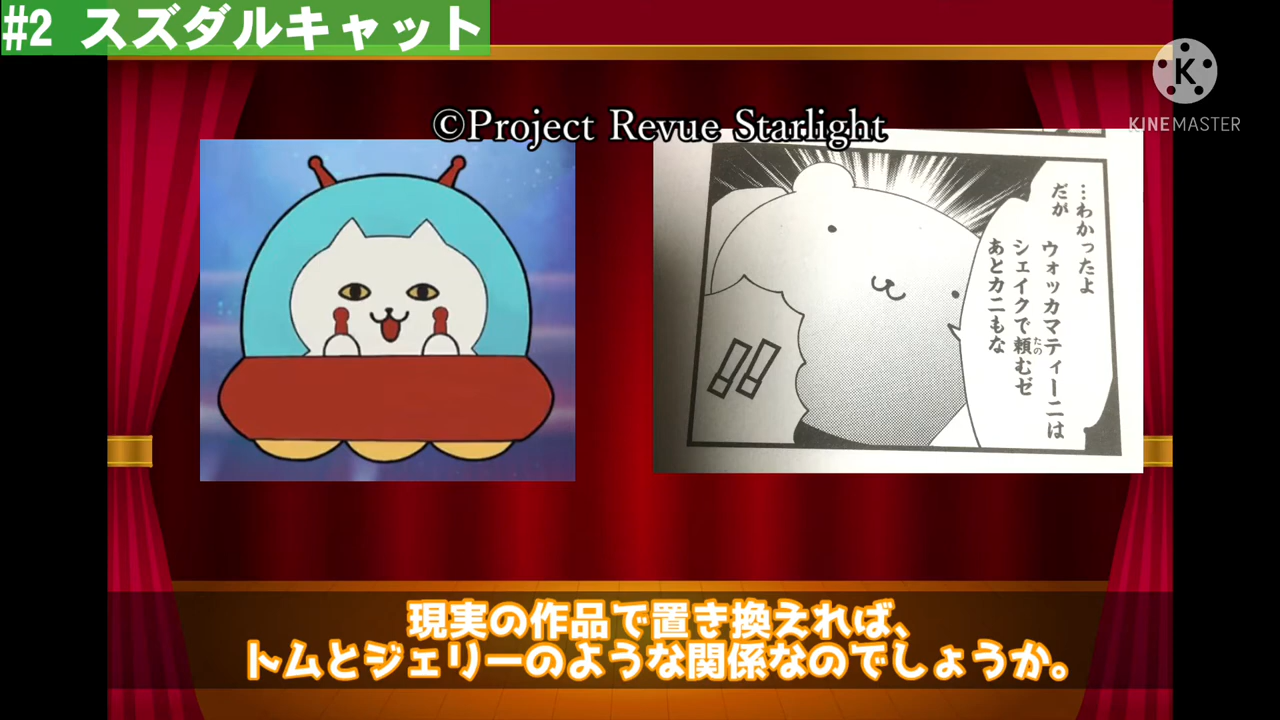 #2 スズダルキャット
K
KINEMASTER
©Project Revue Starlight
…わかったよ
だが ウォッカマティーニは
シェイクで頼むゼ
たの
あとカニもな
!!
現実の作品で置き換えれば、
トムとジェリーのような関係なのでしょうか。